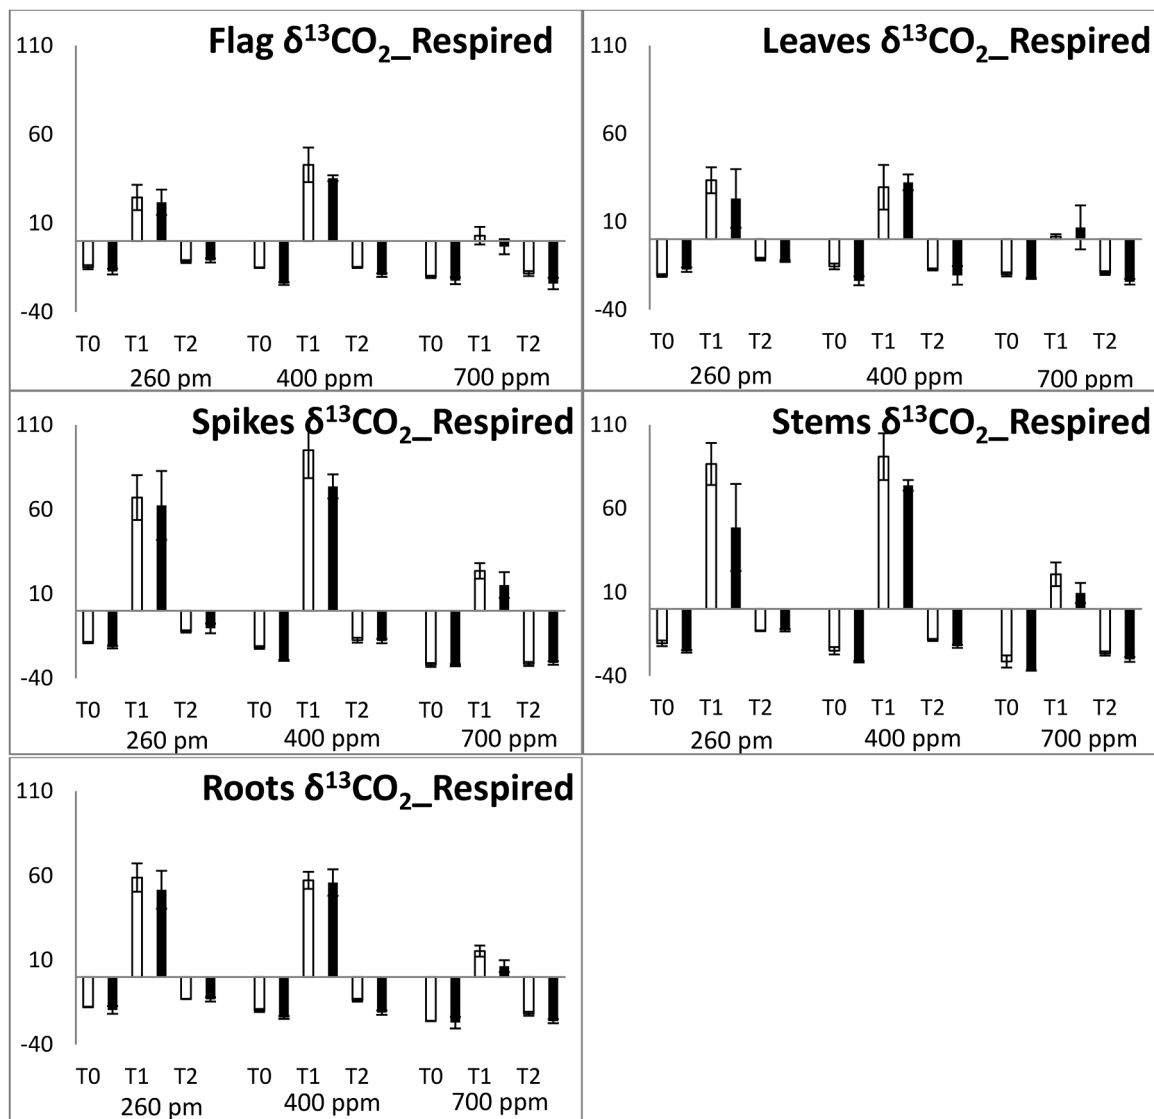 Flag δ¹³CO₂_Respired
110
60
10
-40
T0 T1 T2 T0 T1 T2 T0 T1 T2
260 pm 400 ppm 700 ppm
Leaves δ¹³CO₂_Respired
110
60
10
-40
T0 T1 T2 T0 T1 T2 T0 T1 T2
260 pm 400 ppm 700 ppm
Spikes δ¹³CO₂_Respired
110
60
10
-40
T0 T1 T2 T0 T1 T2 T0 T1 T2
260 pm 400 ppm 700 ppm
Stems δ¹³CO₂_Respired
110
60
10
-40
T0 T1 T2 T0 T1 T2 T0 T1 T2
260 pm 400 ppm 700 ppm
Roots δ¹³CO₂_Respired
110
60
10
-40
T0 T1 T2 T0 T1 T2 T0 T1 T2
260 pm 400 ppm 700 ppm